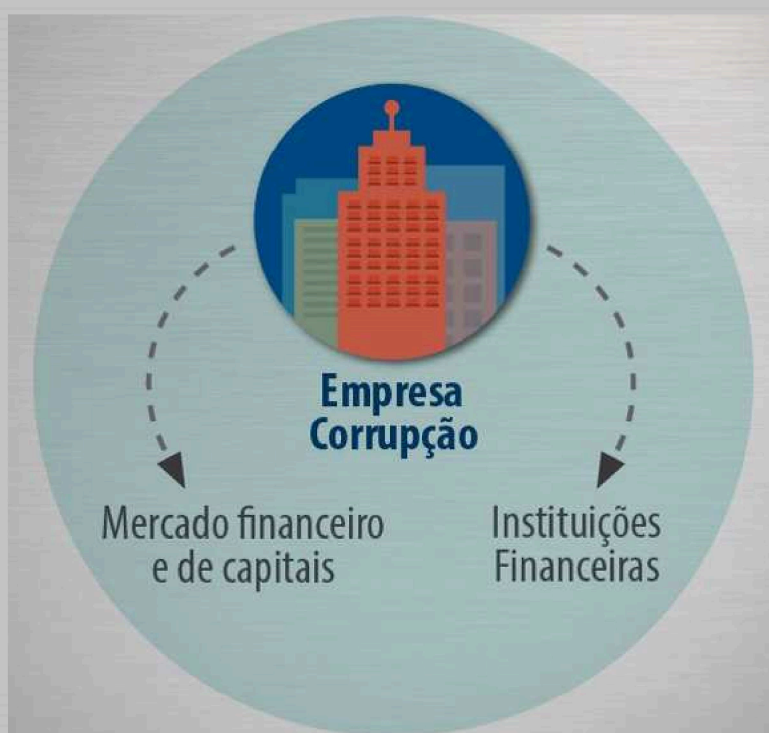 Empresa
Corrupção
Mercado financeiro
e de capitais
Instituições
Financeiras